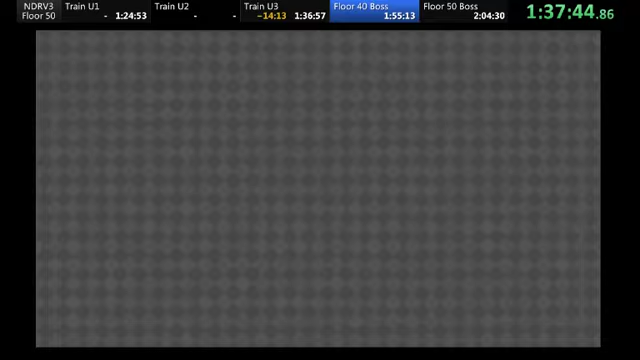 NDRV3 Train U1 Train U2 Train U3 Floor 40 Boss Floor 50 Boss 1:37:44.86
Floor 50 - 1:24:53 - - −14:13 1:36:57 1:55:13 2:04:30